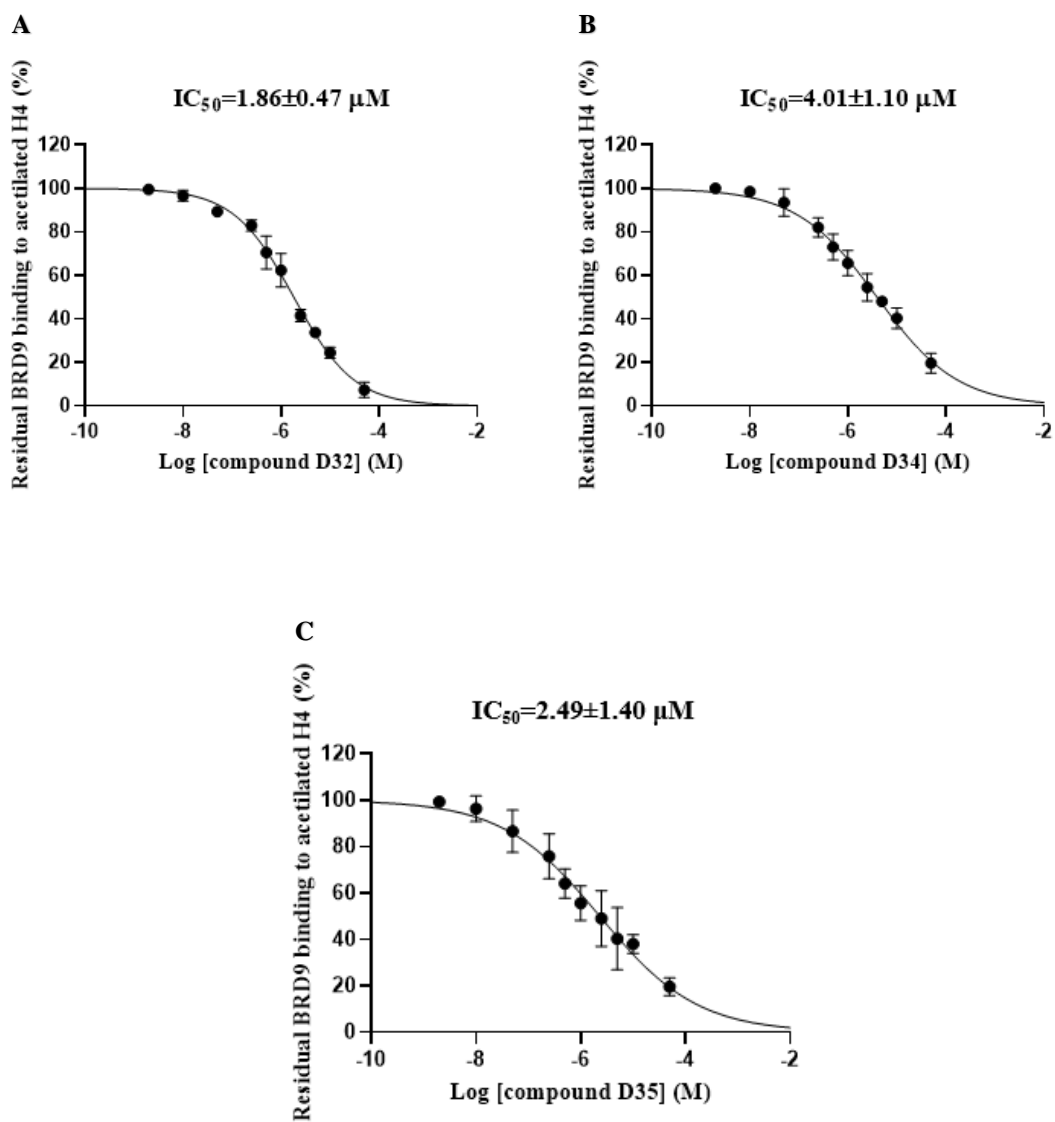 A
IC50=1.86±0.47 μM
Residual BRD9 binding to acetilated H4 (%)
120
100
80
60
40
20
0
-10 -8 -6 -4 -2
Log [compound D32] (M)
B
IC50=4.01±1.10 μM
Residual BRD9 binding to acetilated H4 (%)
120
100
80
60
40
20
0
-10 -8 -6 -4 -2
Log [compound D34] (M)
C
IC50=2.49±1.40 μM
Residual BRD9 binding to acetilated H4 (%)
120
100
80
60
40
20
0
-10 -8 -6 -4 -2
Log [compound D35] (M)